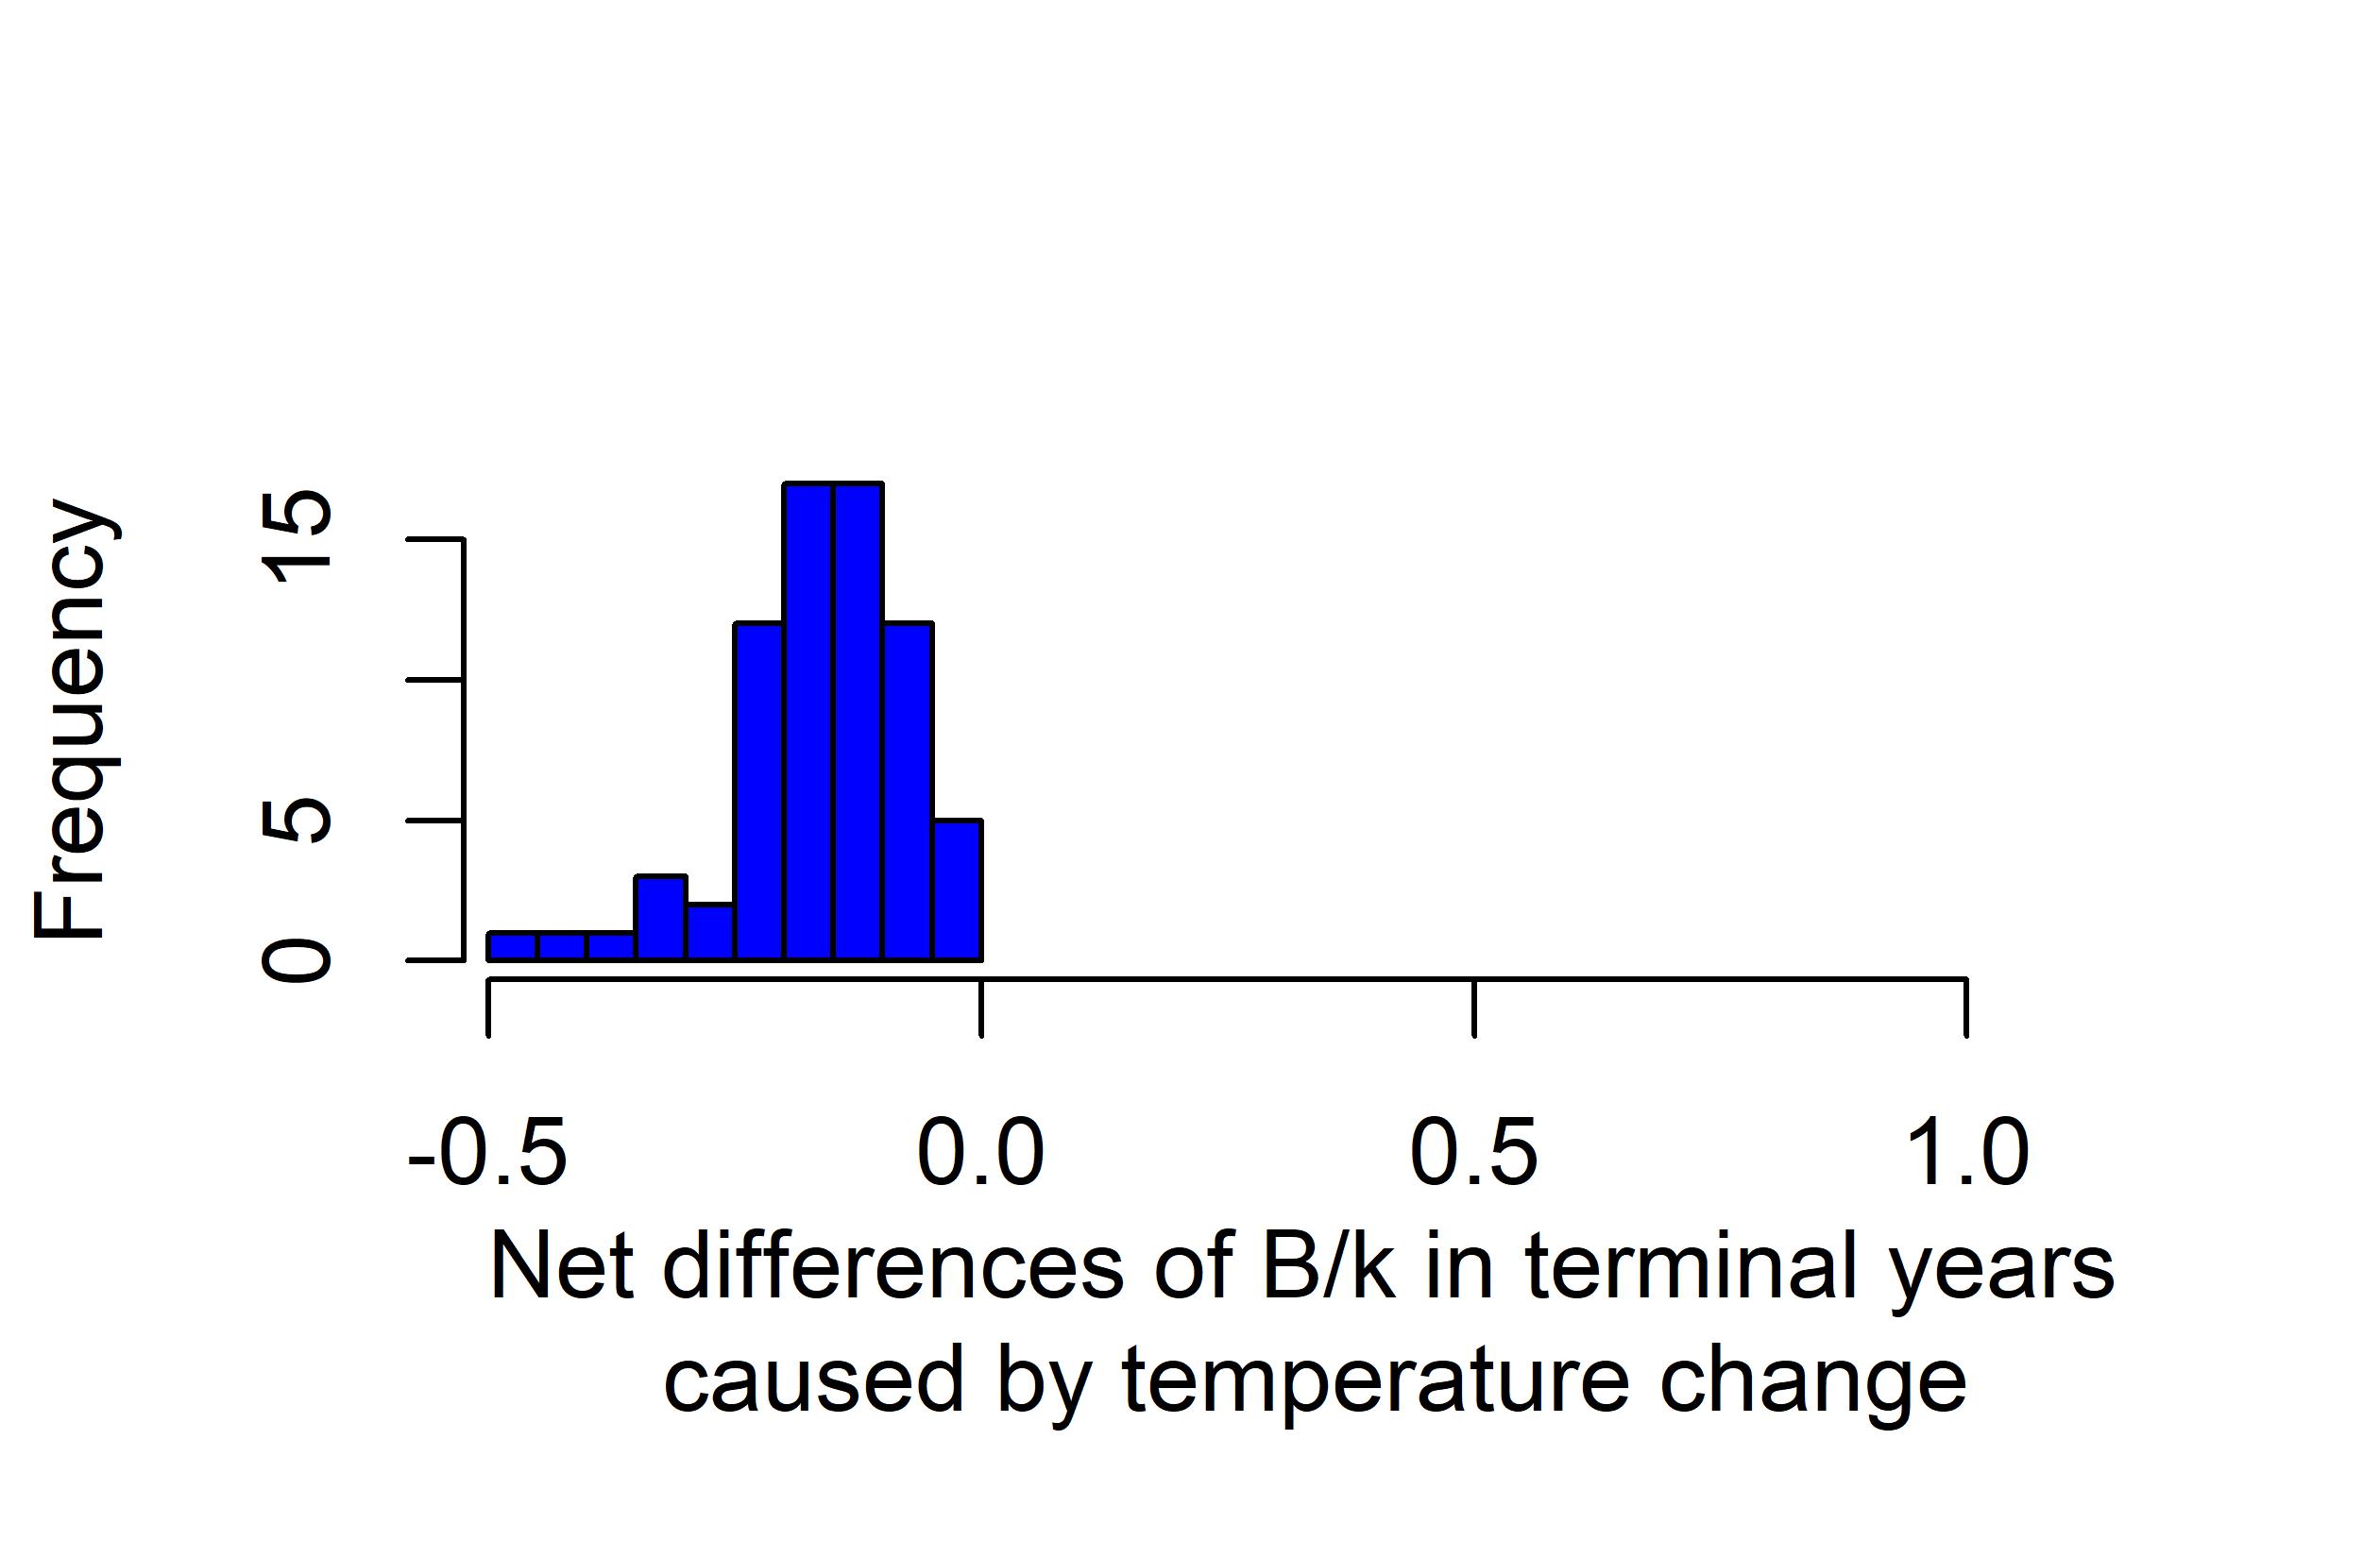 Frequency
15
5
0
-0.5 0.0 0.5 1.0
Net differences of B/k in terminal years
caused by temperature change